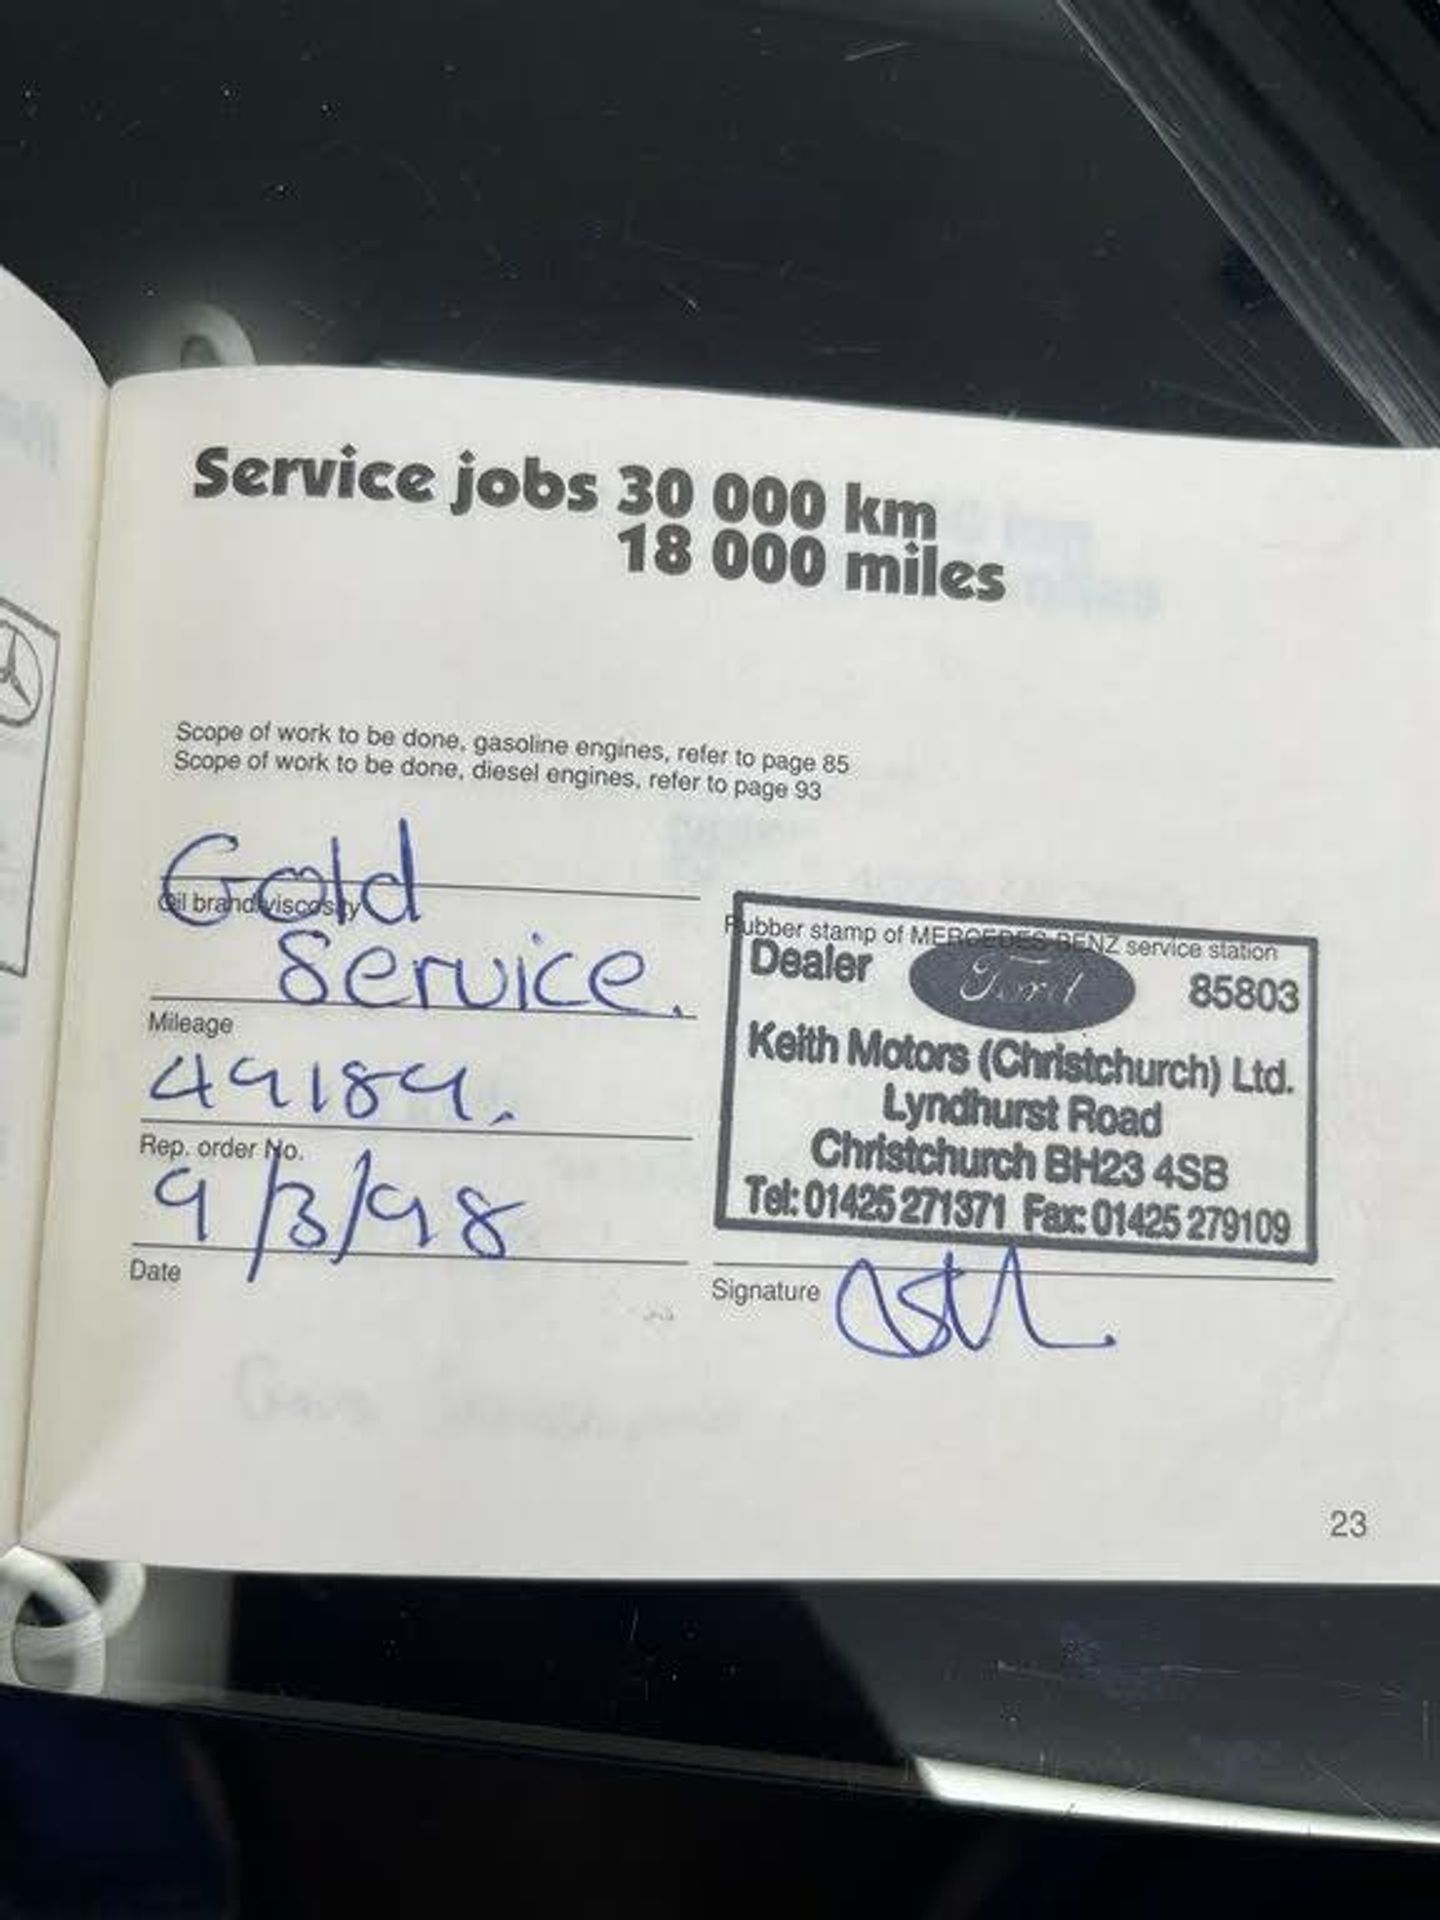 Service jobs 30 000 km
18 000 miles
Scope of work to be done, gasoline engines, refer to page 85
Scope of work to be done, diesel engines, refer to page 93
Gold
Oil brand/viscosity
Service.
Mileage
49189.
Rep. order No.
9/3/98
Date
Rubber stamp of MERCEDES-BENZ service station
Dealer Ford 85803
Keith Motors (Christchurch) Ltd.
Lyndhurst Road
Christchurch BH23 4SB
Tel: 01425 271371 Fax: 01425 279109
Signature
23